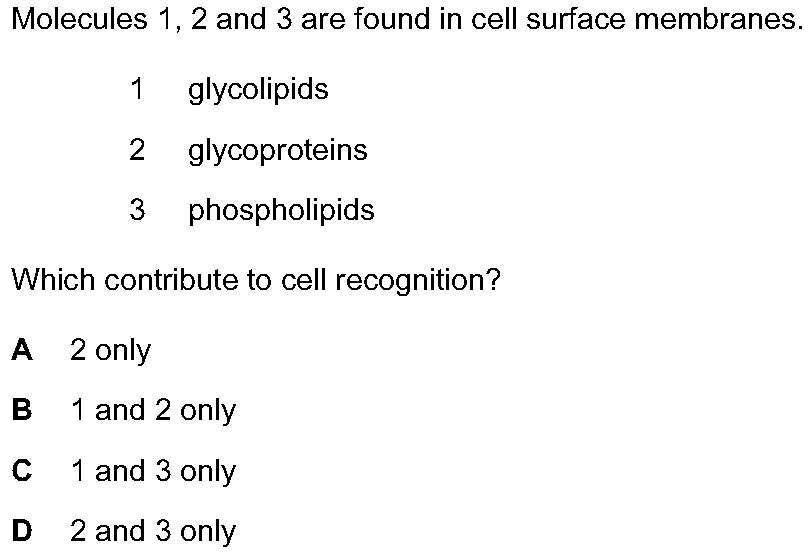 Molecules 1, 2 and 3 are found in cell surface membranes.
1 glycolipids
2 glycoproteins
3 phospholipids
Which contribute to cell recognition?
A 2 only
B 1 and 2 only
C 1 and 3 only
D 2 and 3 only